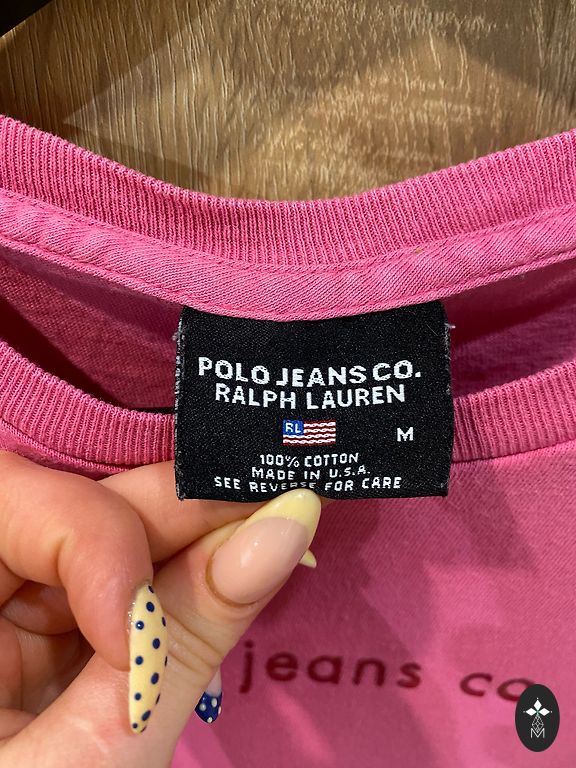 POLO JEANS CO.
RALPH LAUREN
RL
M
100% COTTON
MADE IN U.S.A.
SEE REVERSE FOR CARE
jeans co
M